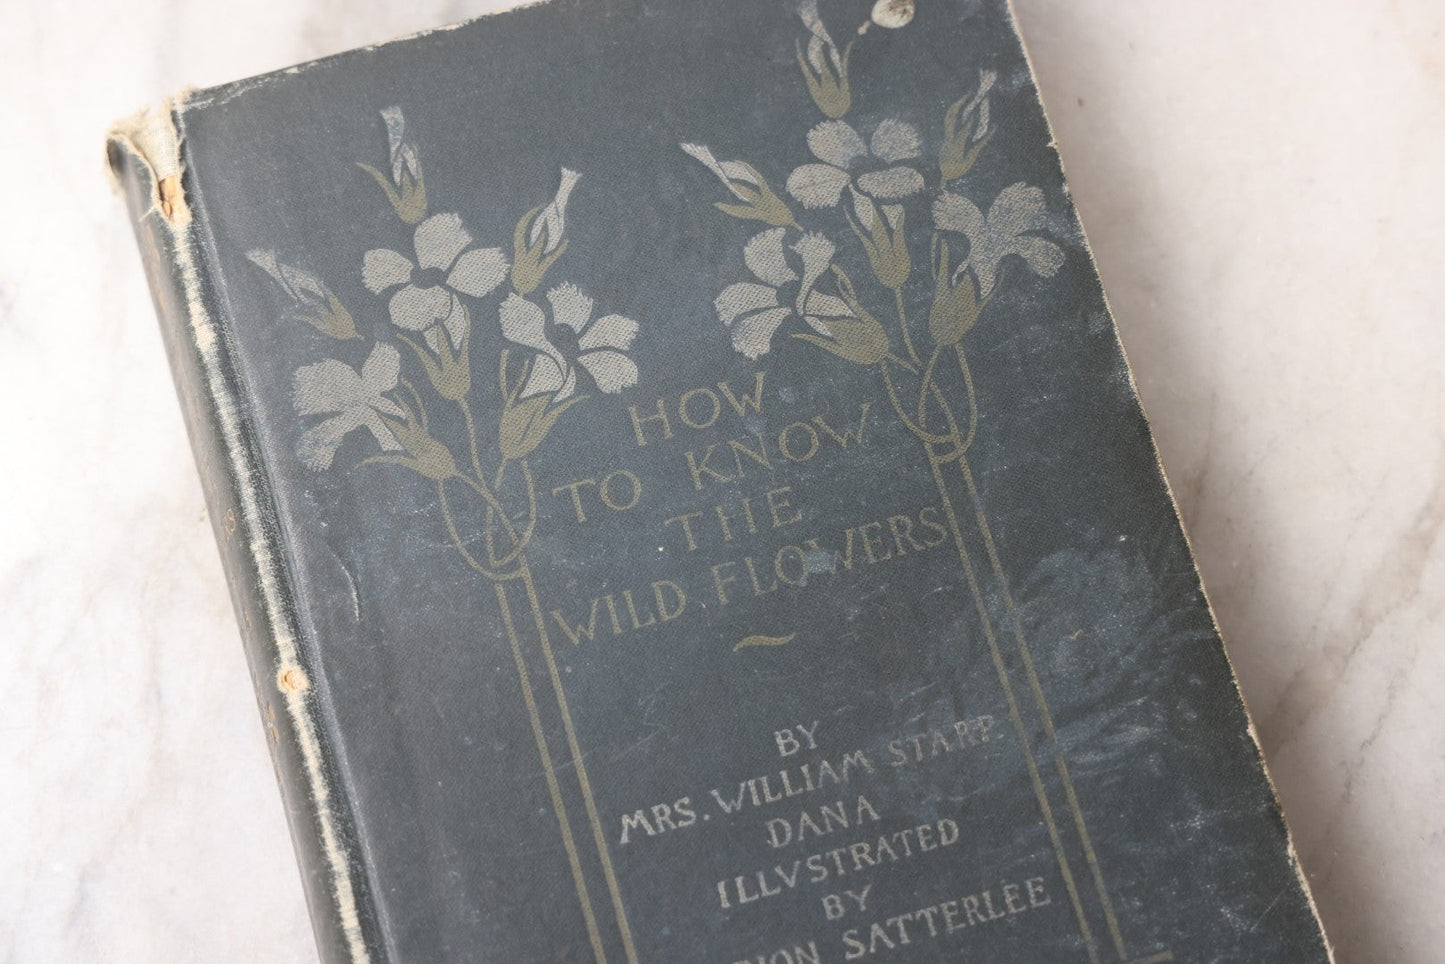 HOW
TO KNOW
THE
WILD FLOWERS
BY
MRS. WILLIAM STARR
DANA
ILLVSTRATED
BY
SATTERLEE